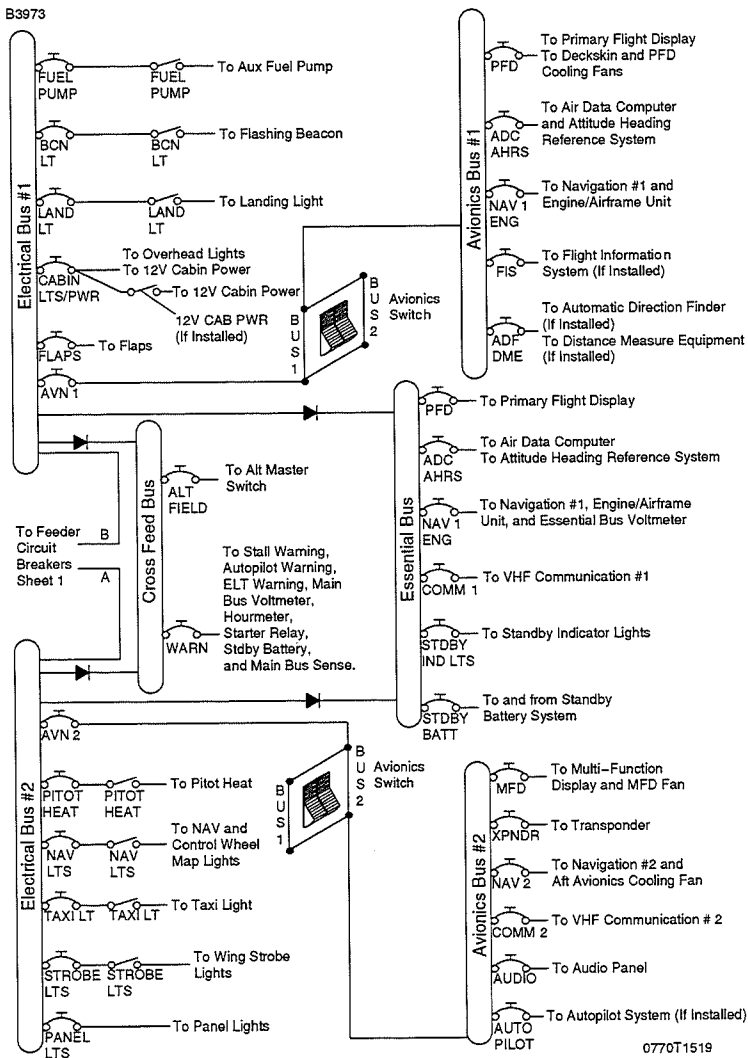 B3973
Electrical Bus #1
FUEL
PUMP
FUEL
PUMP
To Aux Fuel Pump
BCN
LT
BCN
LT
To Flashing Beacon
LAND
LT
LAND
LT
To Landing Light
CABIN
LTS/PWR
To Overhead Lights
To 12V Cabin Power
To 12V Cabin Power
12V CAB PWR
(If Installed)
FLAPS
To Flaps
AVN 1
BUS 1
BUS 2
Avionics
Switch
Avionics Bus #1
PFD
To Primary Flight Display
To Deckskin and PFD
Cooling Fans
ADC
AHRS
To Air Data Computer
and Attitude Heading
Reference System
NAV 1
ENG
To Navigation #1 and
Engine/Airframe Unit
FIS
To Flight Information
System (If Installed)
ADF
DME
To Automatic Direction Finder
(If Installed)
To Distance Measure Equipment
(If Installed)
Cross Feed Bus
ALT
FIELD
To Alt Master
Switch
WARN
To Stall Warning,
Autopilot Warning,
ELT Warning, Main
Bus Voltmeter,
Hourmeter,
Starter Relay,
Stdby Battery,
and Main Bus Sense.
To Feeder
Circuit
Breakers
Sheet 1
B
A
Essential Bus
PFD
To Primary Flight Display
ADC
AHRS
To Air Data Computer
To Attitude Heading Reference System
NAV 1
ENG
To Navigation #1, Engine/Airframe
Unit, and Essential Bus Voltmeter
COMM 1
To VHF Communication #1
STDBY
IND LTS
To Standby Indicator Lights
STDBY
BATT
To and from Standby
Battery System
Electrical Bus #2
AVN 2
BUS 1
BUS 2
Avionics
Switch
PITOT
HEAT
PITOT
HEAT
To Pitot Heat
NAV
LTS
NAV
LTS
To NAV and
Control Wheel
Map Lights
TAXI LT
TAXI LT
To Taxi Light
STROBE
LTS
STROBE
LTS
To Wing Strobe
Lights
PANEL
LTS
To Panel Lights
Avionics Bus #2
MFD
To Multi-Function
Display and MFD Fan
XPNDR
To Transponder
NAV 2
To Navigation #2 and
Aft Avionics Cooling Fan
COMM 2
To VHF Communication # 2
AUDIO
To Audio Panel
AUTO
PILOT
To Autopilot System (If Installed)
0770T1519